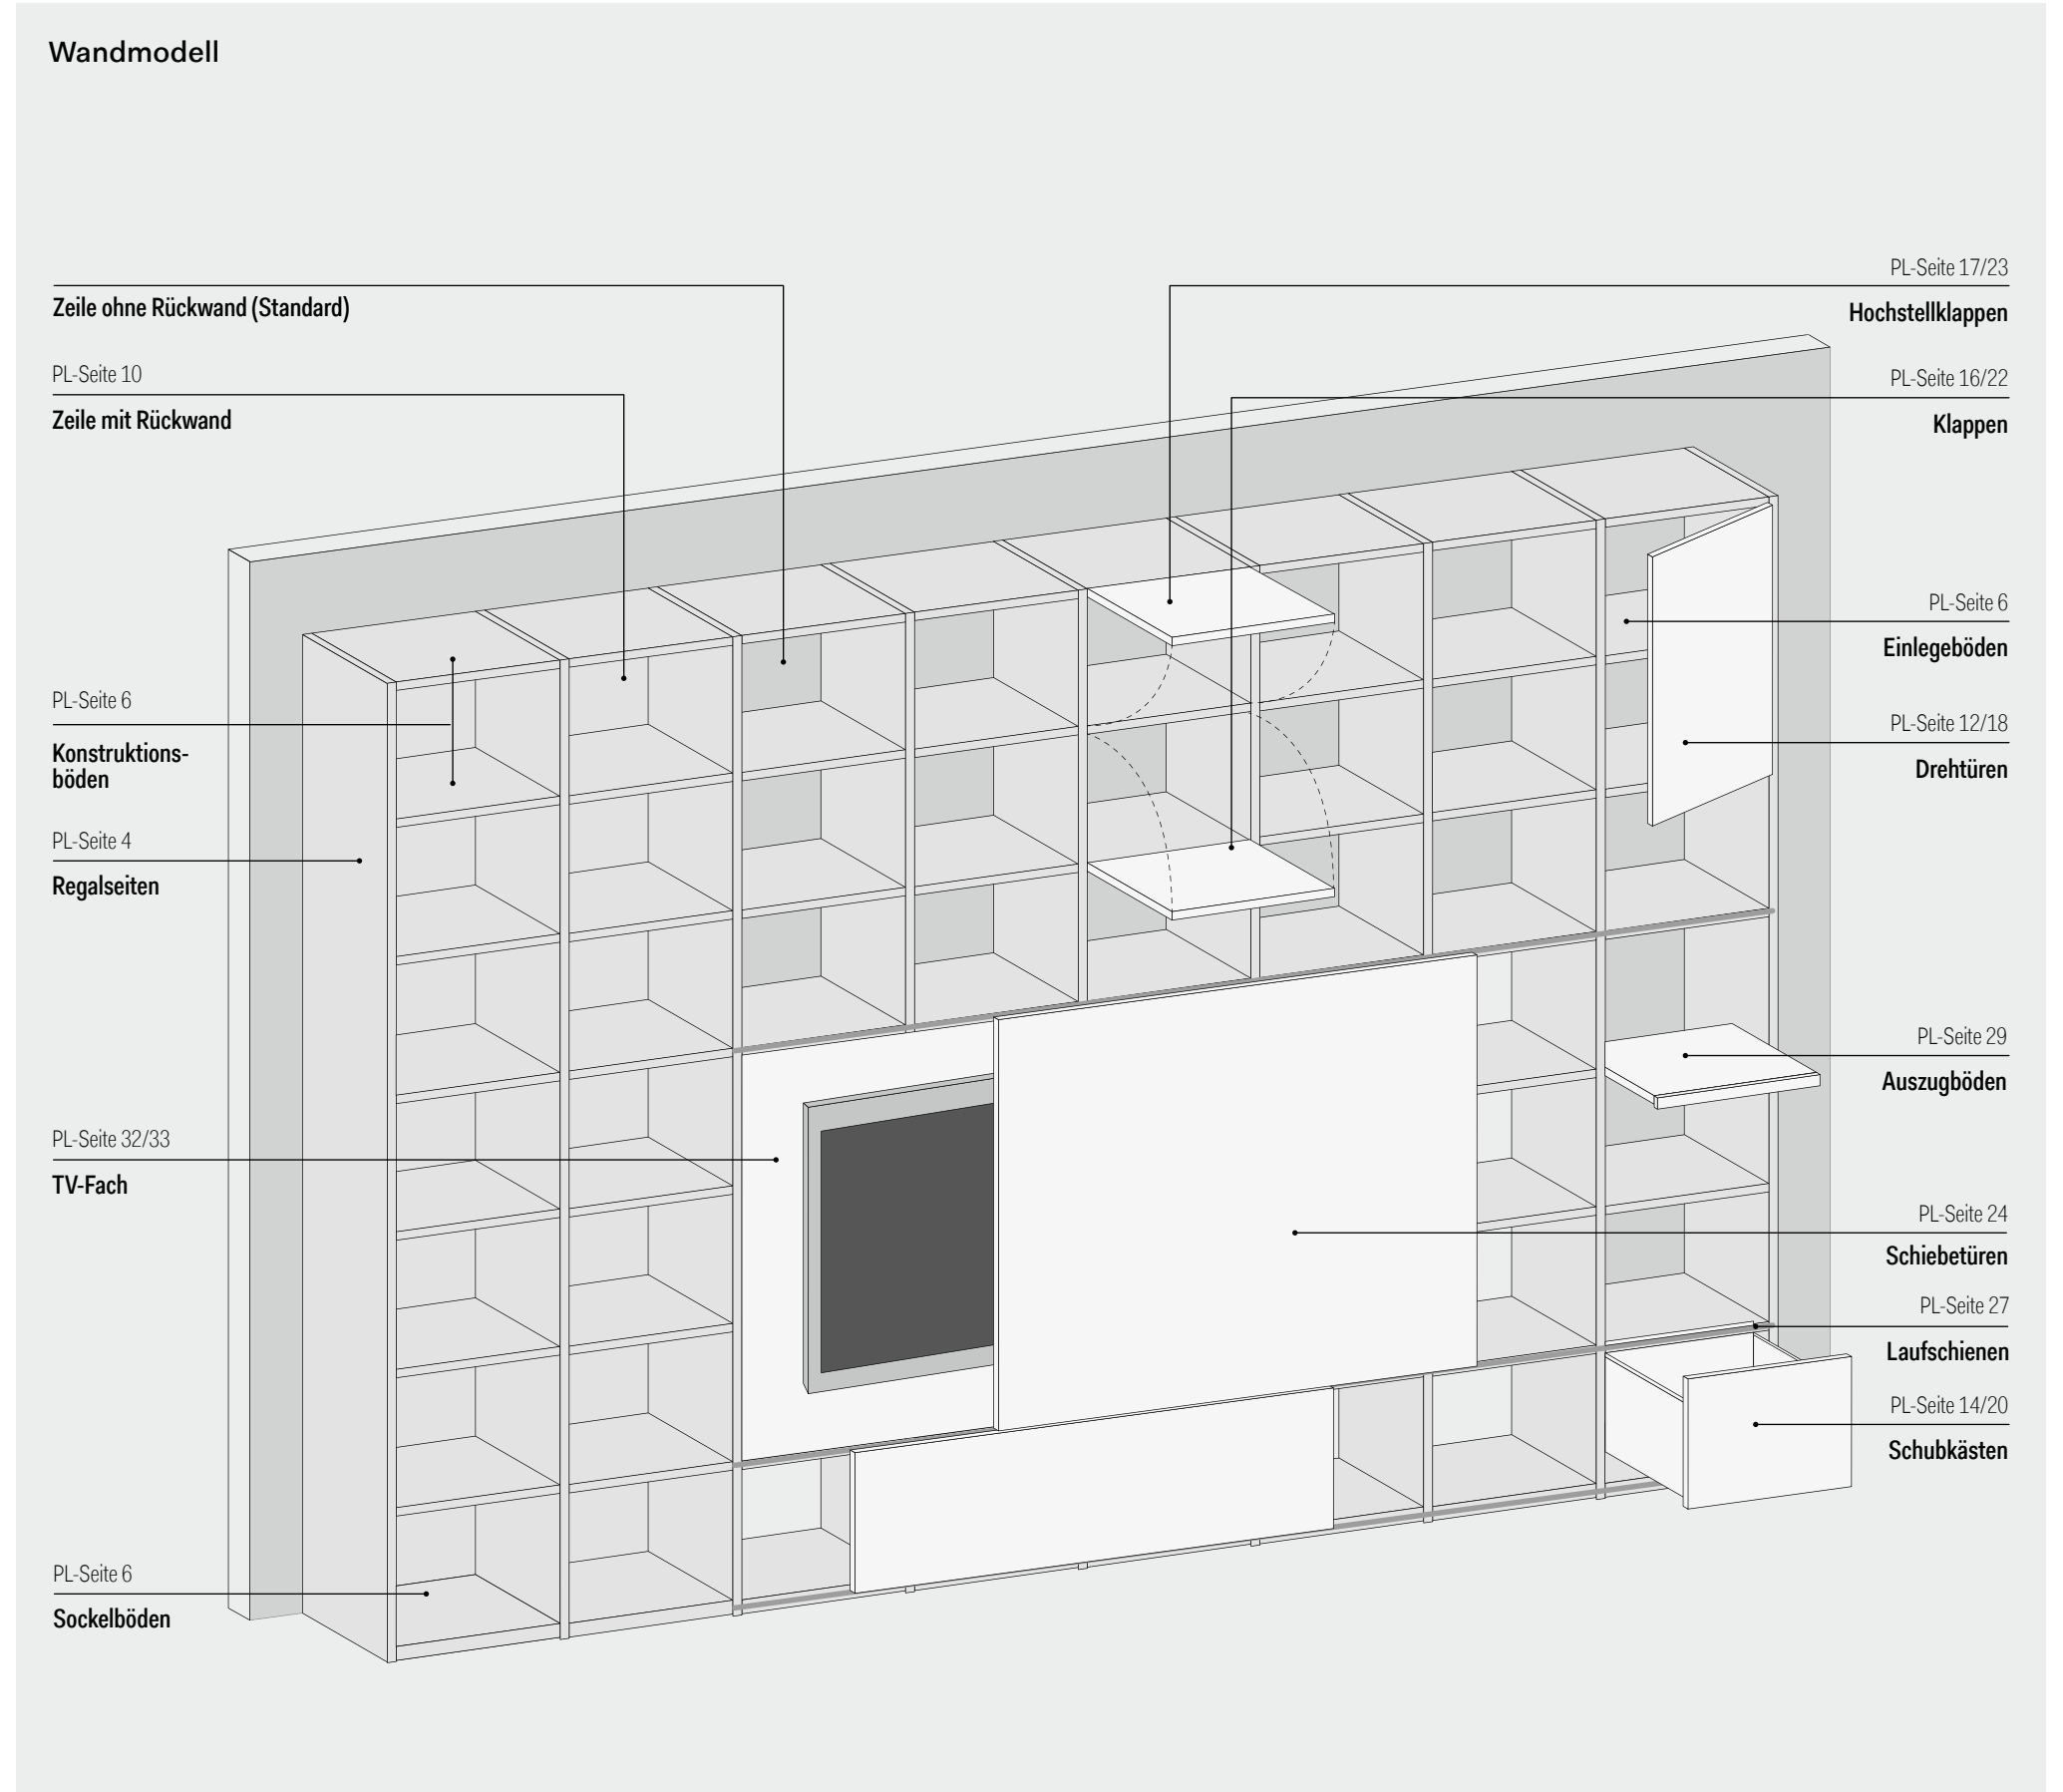 Wandmodell
Zeile ohne Rückwand (Standard)
PL-Seite 10
Zeile mit Rückwand
PL-Seite 6
Konstruktions-
böden
PL-Seite 4
Regalseiten
PL-Seite 32/33
TV-Fach
PL-Seite 6
Sockelböden
PL-Seite 17/23
Hochstellklappen
PL-Seite 16/22
Klappen
PL-Seite 6
Einlegeböden
PL-Seite 12/18
Drehtüren
PL-Seite 29
Auszugböden
PL-Seite 24
Schiebetüren
PL-Seite 27
Laufschienen
PL-Seite 14/20
Schubkästen